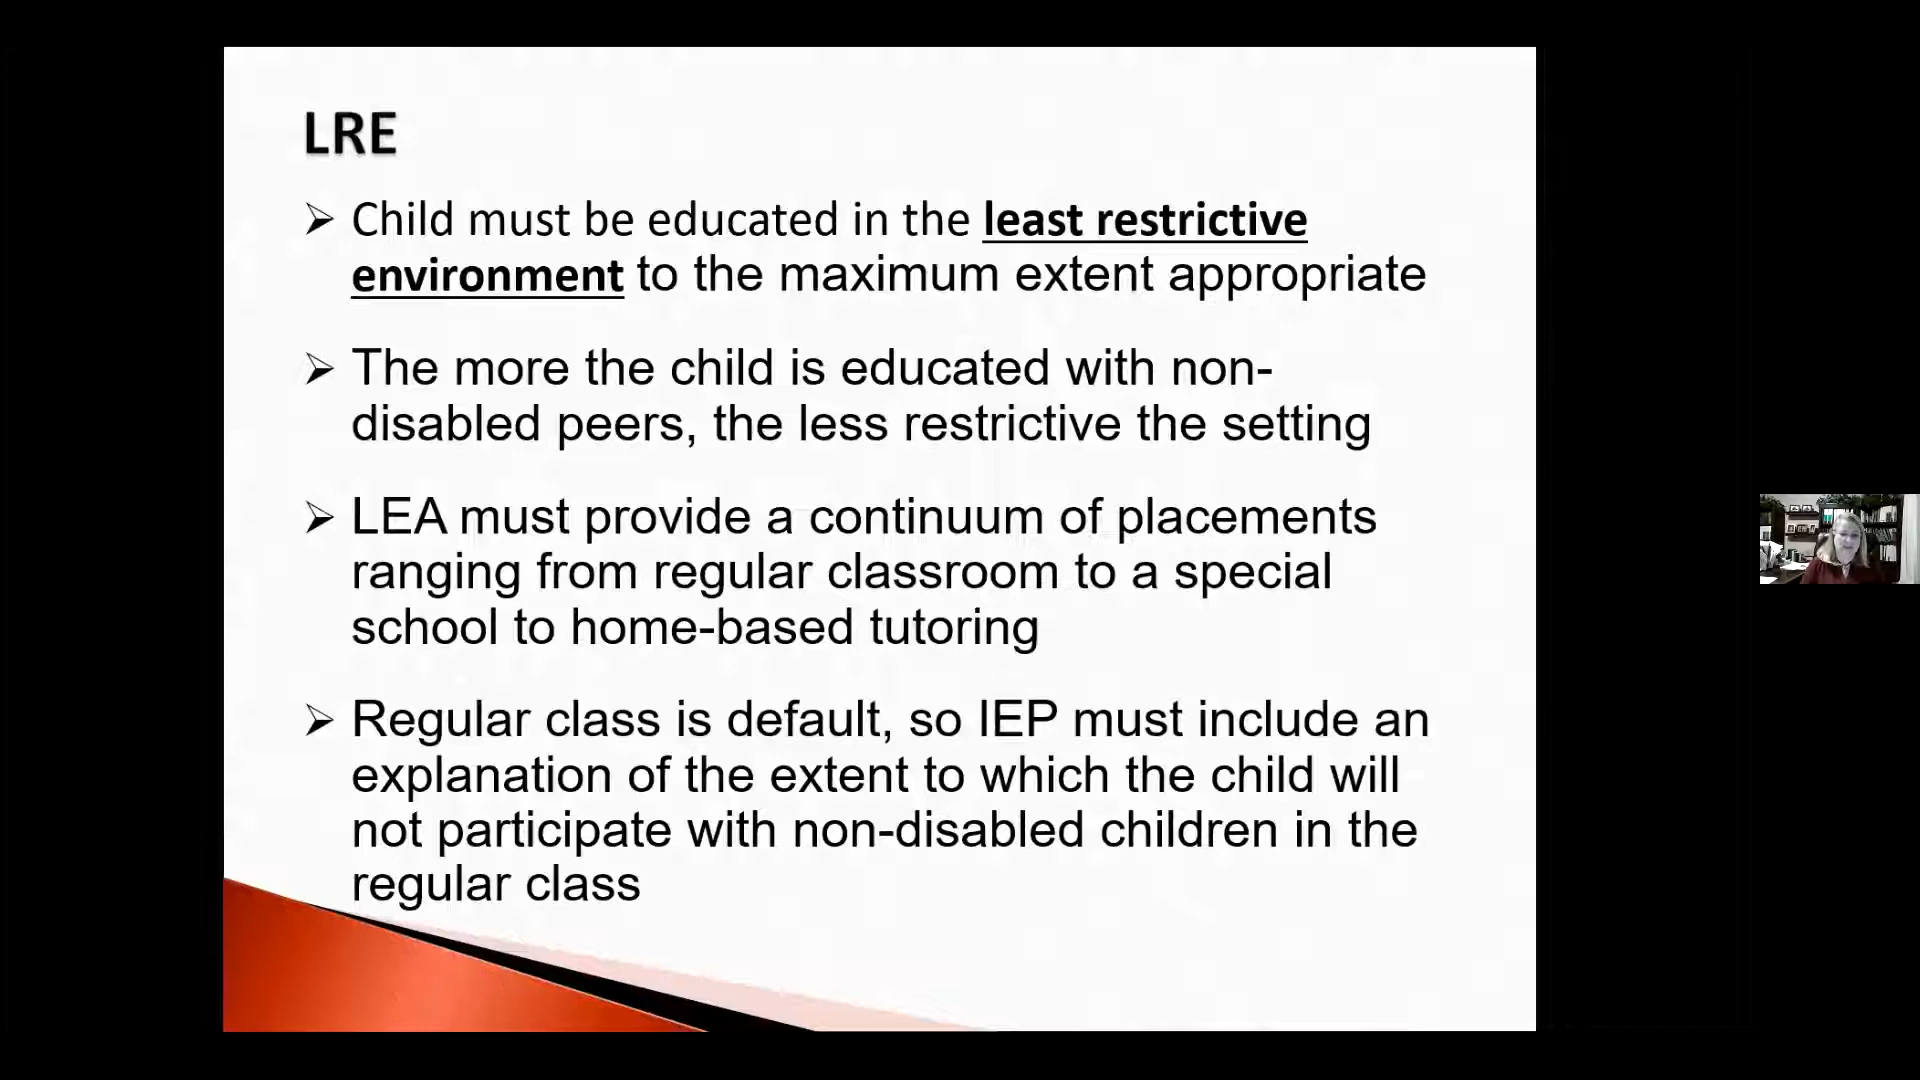 LRE
➢ Child must be educated in the least restrictive
environment to the maximum extent appropriate
➢ The more the child is educated with non-
disabled peers, the less restrictive the setting
➢ LEA must provide a continuum of placements
ranging from regular classroom to a special
school to home-based tutoring
➢ Regular class is default, so IEP must include an
explanation of the extent to which the child will
not participate with non-disabled children in the
regular class